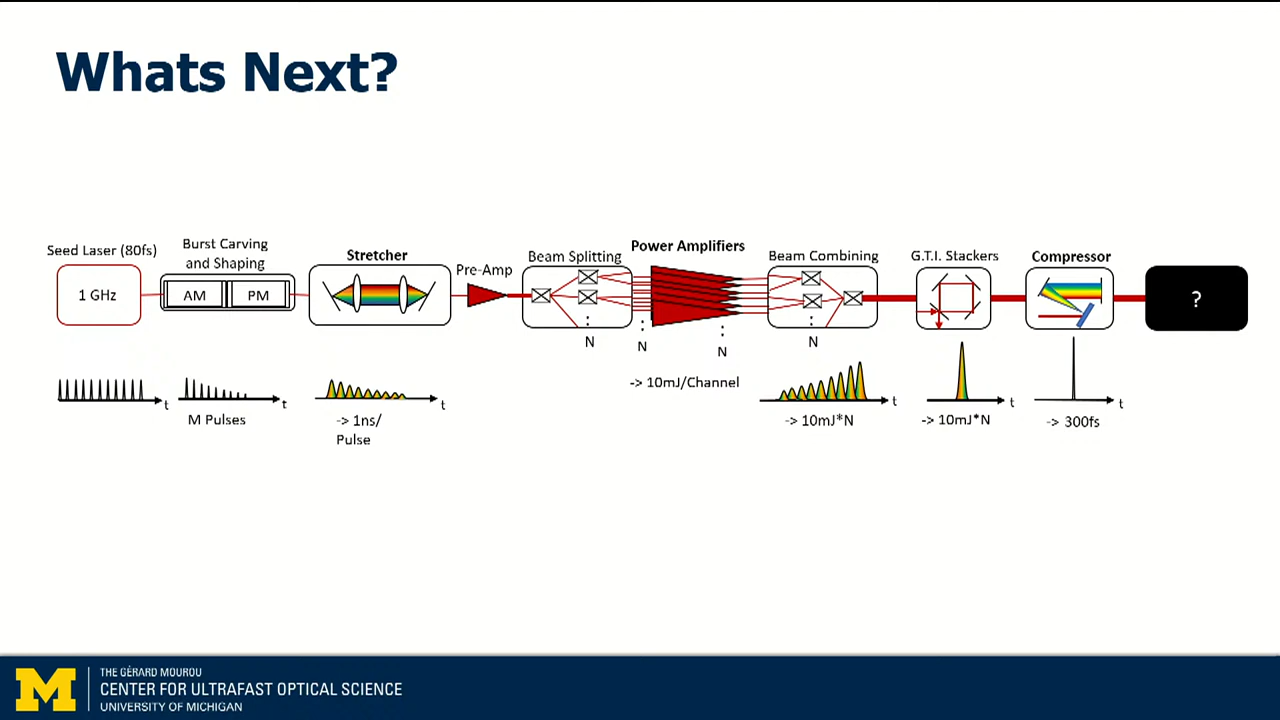 Whats Next?
Seed Laser (80fs)
1 GHz
Burst Carving
and Shaping
AM
PM
Stretcher
Pre-Amp
Beam Splitting
N
N
Power Amplifiers
N
Beam Combining
N
G.T.I. Stackers
Compressor
?
t
t
M Pulses
t
-> 1ns/
Pulse
-> 10mJ/Channel
t
-> 10mJ*N
t
-> 10mJ*N
t
-> 300fs
M
THE GÉRARD MOUROU
CENTER FOR ULTRAFAST OPTICAL SCIENCE
UNIVERSITY OF MICHIGAN